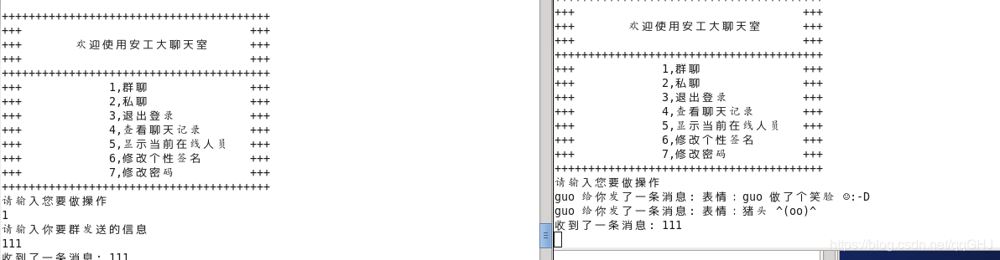 ++++++++++++++++++++++++++++++++++++++++
+++ +++
+++ 欢迎使用安工大聊天室 +++
+++ +++
++++++++++++++++++++++++++++++++++++++++
+++ 1,群聊 +++
+++ 2,私聊 +++
+++ 3,退出登录 +++
+++ 4,查看聊天记录 +++
+++ 5,显示当前在线人员 +++
+++ 6,修改个性签名 +++
+++ 7,修改密码 +++
++++++++++++++++++++++++++++++++++++++++
请输入您要做操作
1
请输入你要群发送的信息
111
收到了一条消息: 111
+++ +++
+++ 欢迎使用安工大聊天室 +++
+++ +++
++++++++++++++++++++++++++++++++++++++++
+++ 1,群聊 +++
+++ 2,私聊 +++
+++ 3,退出登录 +++
+++ 4,查看聊天记录 +++
+++ 5,显示当前在线人员 +++
+++ 6,修改个性签名 +++
+++ 7,修改密码 +++
++++++++++++++++++++++++++++++++++++++++
请输入您要做操作
guo 给你发了一条消息: 表情：guo 做了个笑脸 ☺:-D
guo 给你发了一条消息: 表情：猪头 ^(oo)^
收到了一条消息: 111
https://blog.csdn.net/qqGHJ